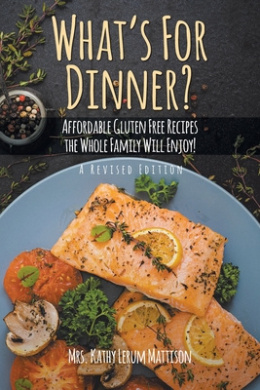 What's For
Dinner?
Affordable Gluten Free Recipes
the Whole Family Will Enjoy!
A Revised Edition
Mrs. Kathy Lerum Mattison